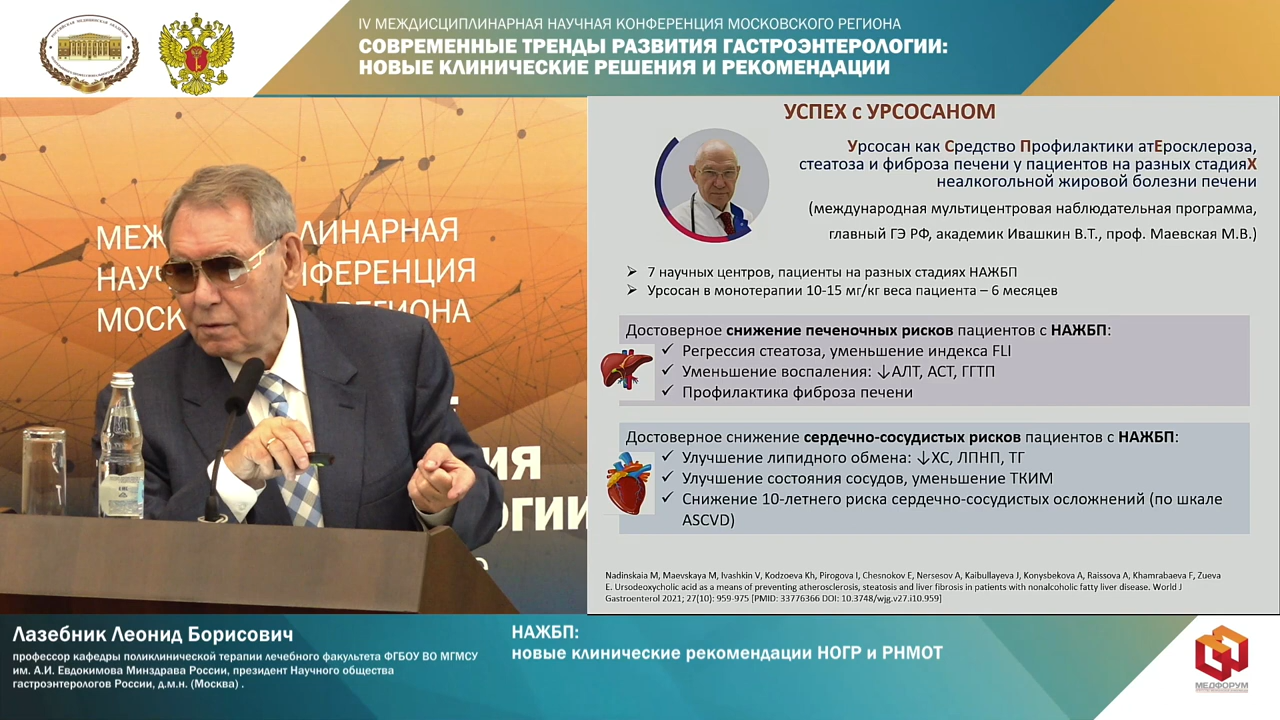 IV МЕЖДИСЦИПЛИНАРНАЯ НАУЧНАЯ КОНФЕРЕНЦИЯ МОСКОВСКОГО РЕГИОНА
СОВРЕМЕННЫЕ ТРЕНДЫ РАЗВИТИЯ ГАСТРОЭНТЕРОЛОГИИ:
НОВЫЕ КЛИНИЧЕСКИЕ РЕШЕНИЯ И РЕКОМЕНДАЦИИ
УСПЕХ с УРСОСАНОМ
Урсосан как Средство Профилактики атЕросклероза,
стеатоза и фиброза печени у пациентов на разных стадияХ
неалкогольной жировой болезни печени
(международная мультицентровая наблюдательная программа,
главный ГЭ РФ, академик Ивашкин В.Т., проф. Маевская М.В.)
7 научных центров, пациенты на разных стадиях НАЖБП
Урсосан в монотерапии 10-15 мг/кг веса пациента – 6 месяцев
Достоверное снижение печеночных рисков пациентов с НАЖБП:
✓ Регрессия стеатоза, уменьшение индекса FLI
✓ Уменьшение воспаления: ↓АЛТ, АСТ, ГГТП
✓ Профилактика фиброза печени
Достоверное снижение сердечно-сосудистых рисков пациентов с НАЖБП:
✓ Улучшение липидного обмена: ↓ХС, ЛПНП, ТГ
✓ Улучшение состояния сосудов, уменьшение ТКИМ
✓ Снижение 10-летнего риска сердечно-сосудистых осложнений (по шкале
ASCVD)
Nadinskaia M, Maevskaya M, Ivashkin V, Kodzoeva Kh, Pirogova I, Chesnokov E, Nersesov A, Kaibullayeva J, Konysbekova A, Raissova A, Khamrabaeva F, Zueva
E. Ursodeoxycholic acid as a means of preventing atherosclerosis, steatosis and liver fibrosis in patients with nonalcoholic fatty liver disease. World J
Gastroenterol 2021; 27(10): 959-975 [PMID: 33776366 DOI: 10.3748/wjg.v27.i10.959]
МЕЖ ЛИНАРНАЯ
НАУЧ НФЕРЕНЦИЯ
МОСК РЕГИОНА
ИЯ
ОГИИ
Лазебник Леонид Борисович
профессор кафедры поликлинической терапии лечебного факультета ФГБОУ ВО МГМСУ
им. А.И. Евдокимова Минздрава России, президент Научного общества
гастроэнтерологов России, д.м.н. (Москва) .
НАЖБП:
новые клинические рекомендации НОГР и РНМОТ
МЕДФОРУМ